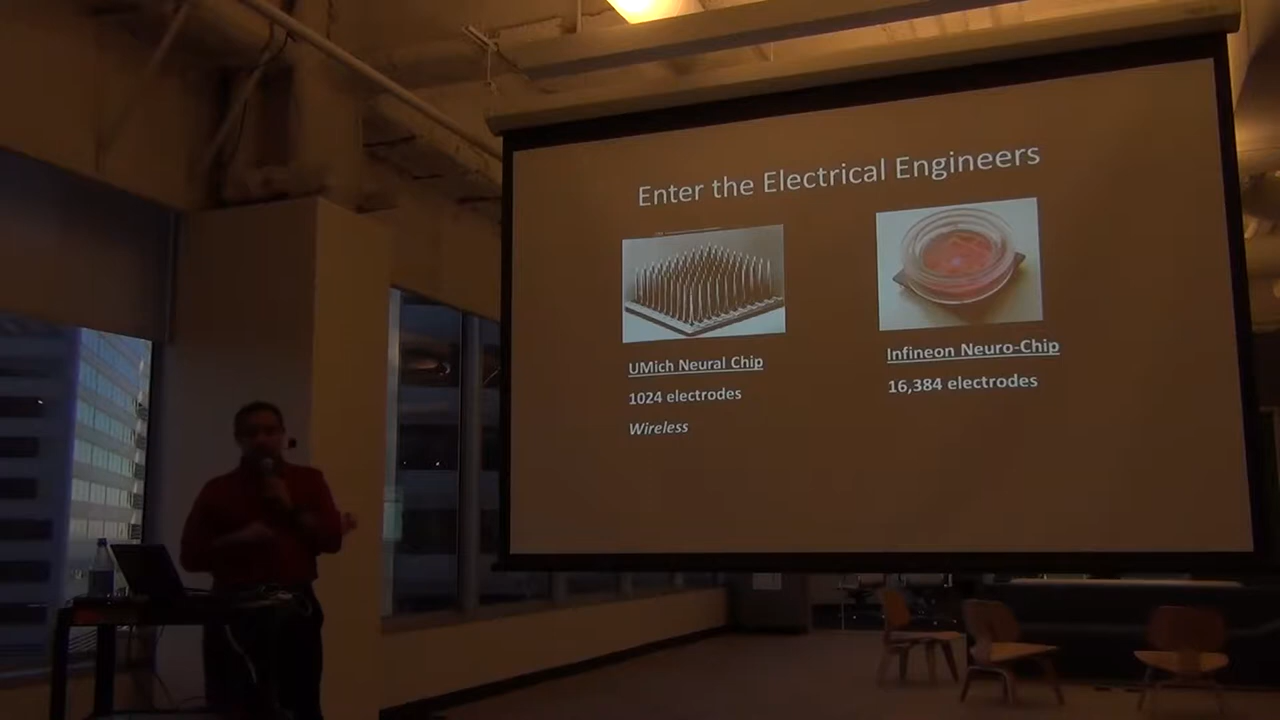 Enter the Electrical Engineers
UMich Neural Chip
1024 electrodes
Wireless
Infineon Neuro-Chip
16,384 electrodes